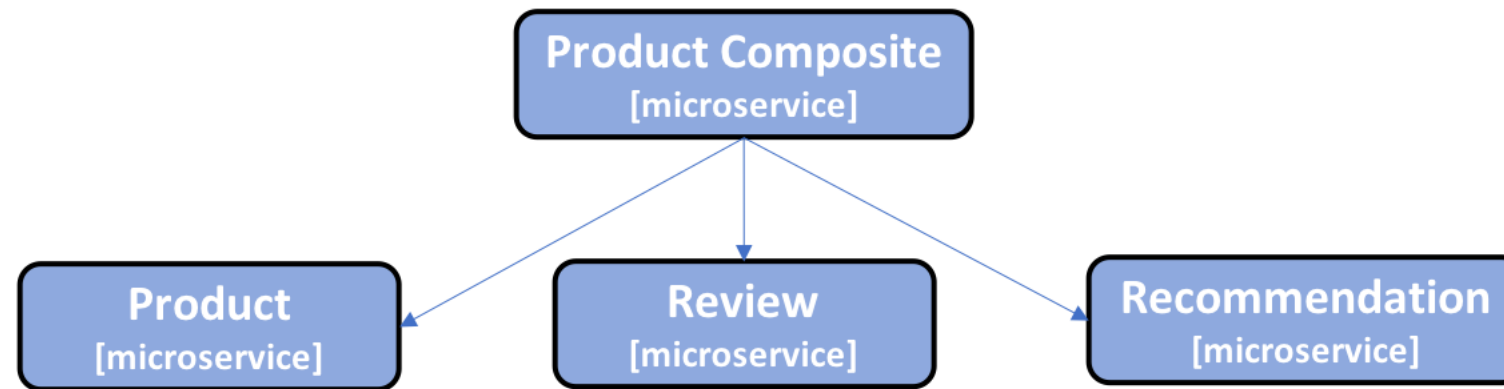 Product Composite
[microservice]
Product
[microservice]
Review
[microservice]
Recommendation
[microservice]